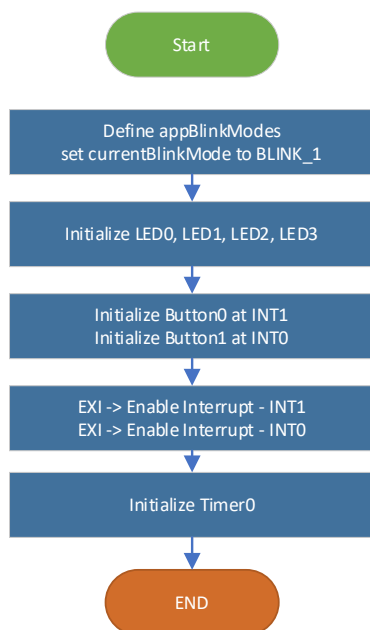 Start
Define appBlinkModes
set currentBlinkMode to BLINK_1
Initialize LED0, LED1, LED2, LED3
Initialize Button0 at INT1
Initialize Button1 at INT0
EXI -> Enable Interrupt - INT1
EXI -> Enable Interrupt - INT0
Initialize Timer0
END